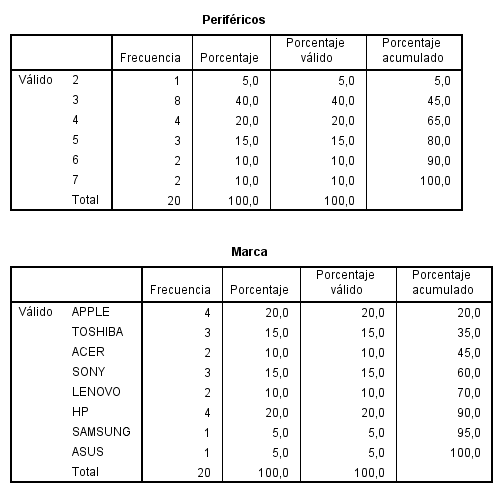 Periféricos
Frecuencia Porcentaje Porcentaje válido Porcentaje acumulado
Válido 2 1 5,0 5,0 5,0
3 8 40,0 40,0 45,0
4 4 20,0 20,0 65,0
5 3 15,0 15,0 80,0
6 2 10,0 10,0 90,0
7 2 10,0 10,0 100,0
Total 20 100,0 100,0
Marca
Frecuencia Porcentaje Porcentaje válido Porcentaje acumulado
Válido APPLE 4 20,0 20,0 20,0
TOSHIBA 3 15,0 15,0 35,0
ACER 2 10,0 10,0 45,0
SONY 3 15,0 15,0 60,0
LENOVO 2 10,0 10,0 70,0
HP 4 20,0 20,0 90,0
SAMSUNG 1 5,0 5,0 95,0
ASUS 1 5,0 5,0 100,0
Total 20 100,0 100,0